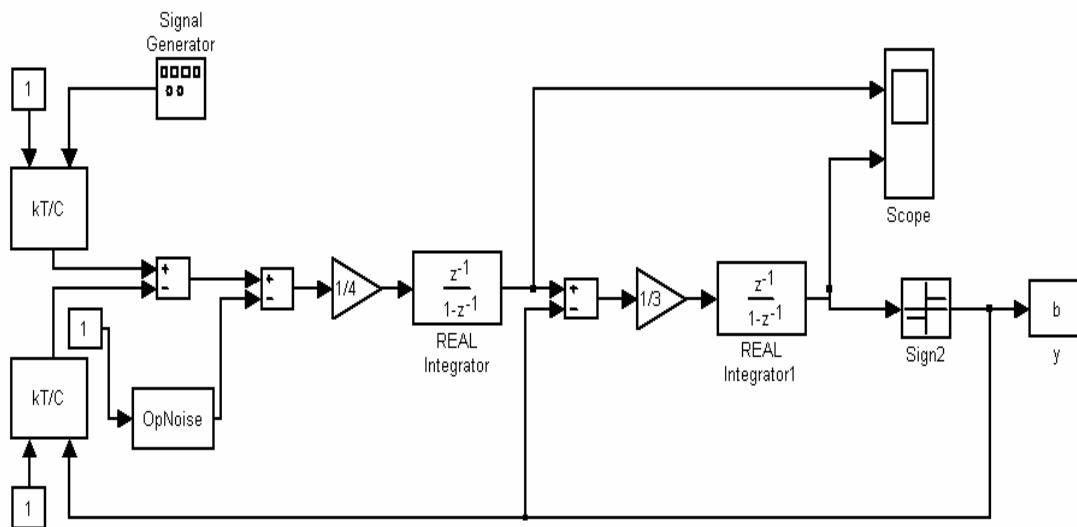 Signal
Generator
1
kT/C
Scope
+
-
+
-
1/4
z-1
1-z-1
REAL
Integrator
+
-
1/3
z-1
1-z-1
REAL
Integrator1
Sign2
b
y
1
kT/C
OpNoise
1